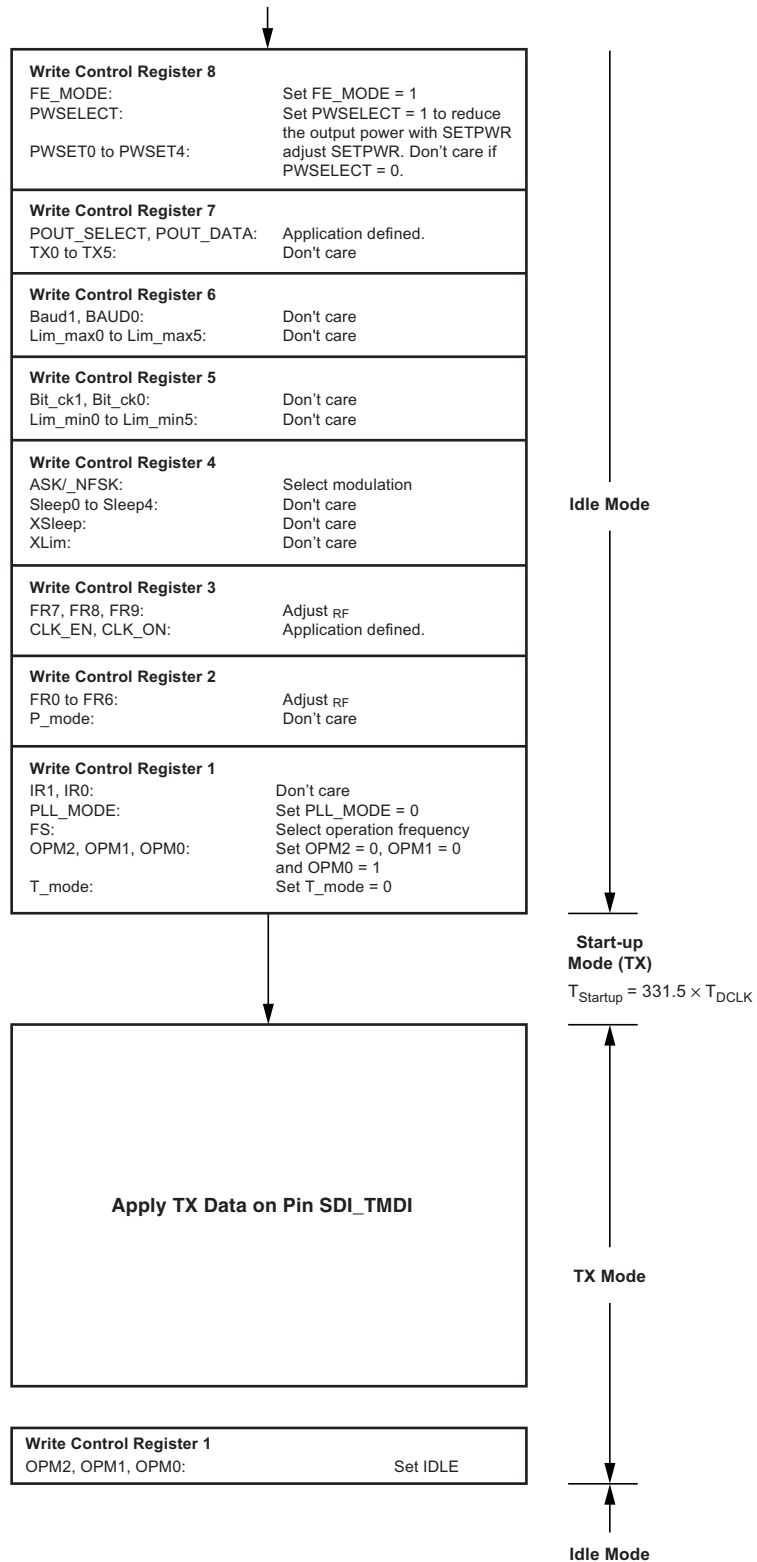 Write Control Register 8
FE_MODE: Set FE_MODE = 1
PWSELECT: Set PWSELECT = 1 to reduce
the output power with SETPWR
PWSET0 to PWSET4: adjust SETPWR. Don’t care if
PWSELECT = 0.
Write Control Register 7
POUT_SELECT, POUT_DATA: Application defined.
TX0 to TX5: Don't care
Write Control Register 6
Baud1, BAUD0: Don't care
Lim_max0 to Lim_max5: Don't care
Write Control Register 5
Bit_ck1, Bit_ck0: Don’t care
Lim_min0 to Lim_min5: Don't care
Write Control Register 4
ASK/_NFSK: Select modulation
Sleep0 to Sleep4: Don't care
XSleep: Don't care
XLim: Don’t care
Idle Mode
Write Control Register 3
FR7, FR8, FR9: Adjust RF
CLK_EN, CLK_ON: Application defined.
Write Control Register 2
FR0 to FR6: Adjust RF
P_mode: Don’t care
Write Control Register 1
IR1, IR0: Don’t care
PLL_MODE: Set PLL_MODE = 0
FS: Select operation frequency
OPM2, OPM1, OPM0: Set OPM2 = 0, OPM1 = 0
and OPM0 = 1
T_mode: Set T_mode = 0
Start-up
Mode (TX)
TStartup = 331.5 × TDCLK
Apply TX Data on Pin SDI_TMDI
TX Mode
Write Control Register 1
OPM2, OPM1, OPM0: Set IDLE
Idle Mode